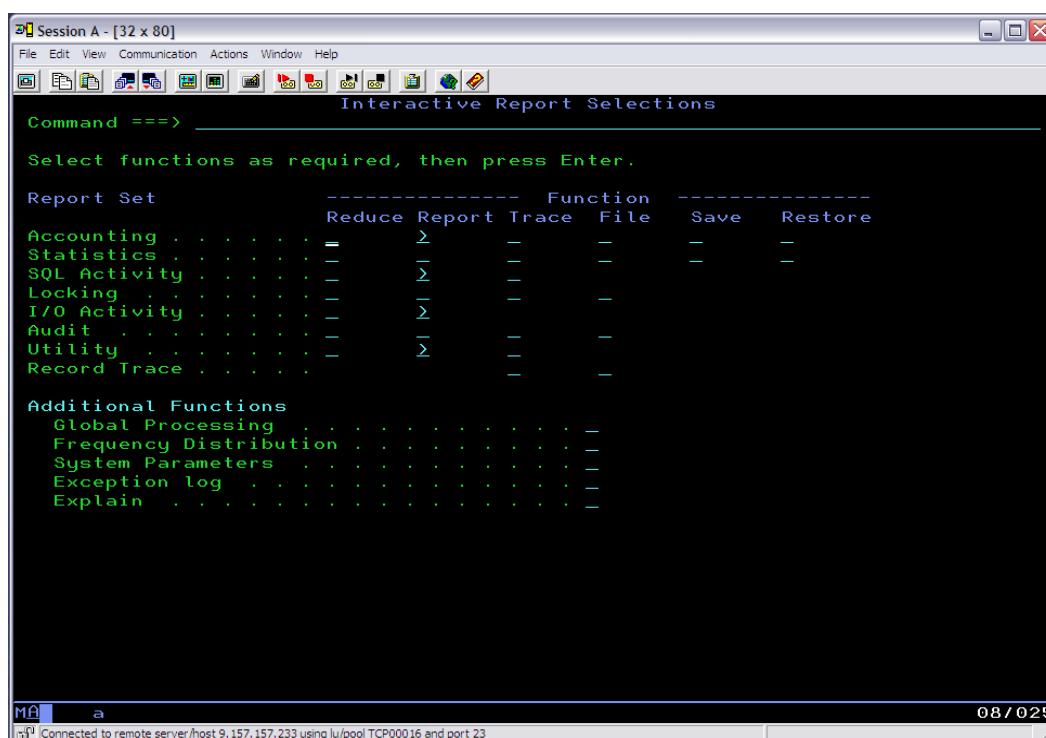 Session A - [32 x 80]
File Edit View Communication Actions Window Help
Interactive Report Selections
Command ===> _
Select functions as required, then press Enter.
Report Set --------------- Function ---------------
Reduce Report Trace File Save Restore
Accounting . . . . . . _ > _ _ _ _
Statistics . . . . . . _ _ _ _ _ _
SQL Activity . . . . . _ > _
Locking . . . . . . . _ _ _ _
I/O Activity . . . . . _ > _
Audit . . . . . . . . _ _ _ _
Utility . . . . . . . _ > _
Record Trace . . . . . _ _
Additional Functions
Global Processing . . . . . . . . . . . _
Frequency Distribution . . . . . . . . . _
System Parameters . . . . . . . . . . . _
Exception log . . . . . . . . . . . . . _
Explain . . . . . . . . . . . . . . . . _
MA a 08/025
Connected to remote server/host 9.157.157.233 using lu/pool TCP00016 and port 23